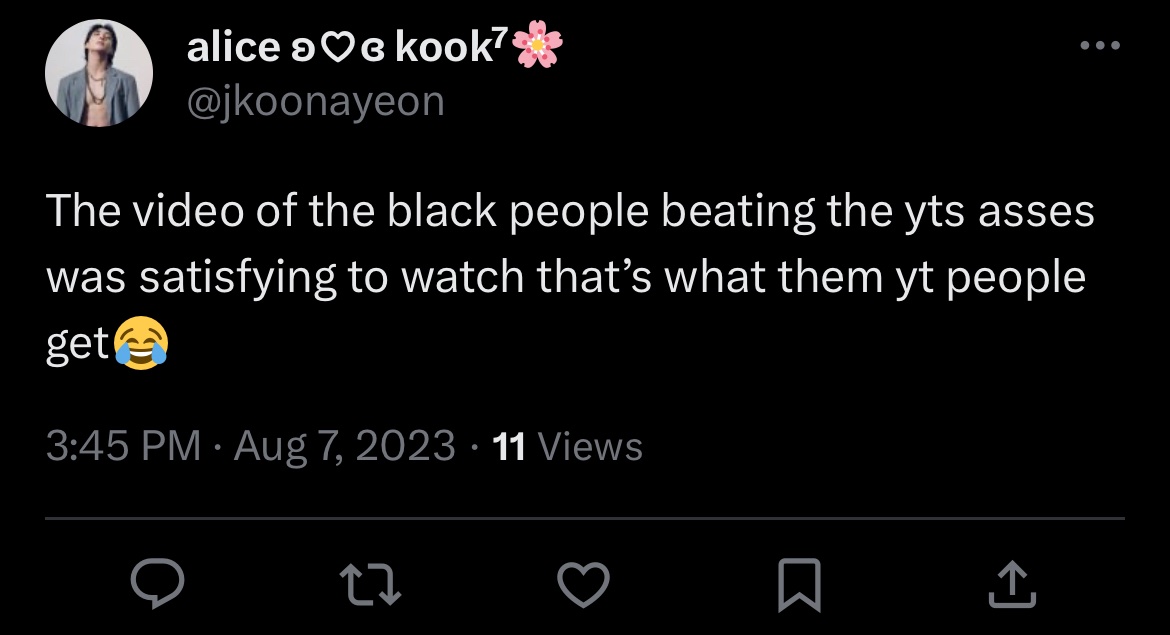 alice ʚ♡ɞ kook⁷🌸
@jkoonayeon
The video of the black people beating the yts asses
was satisfying to watch that’s what them yt people
get😂
3:45 PM · Aug 7, 2023 · 11 Views